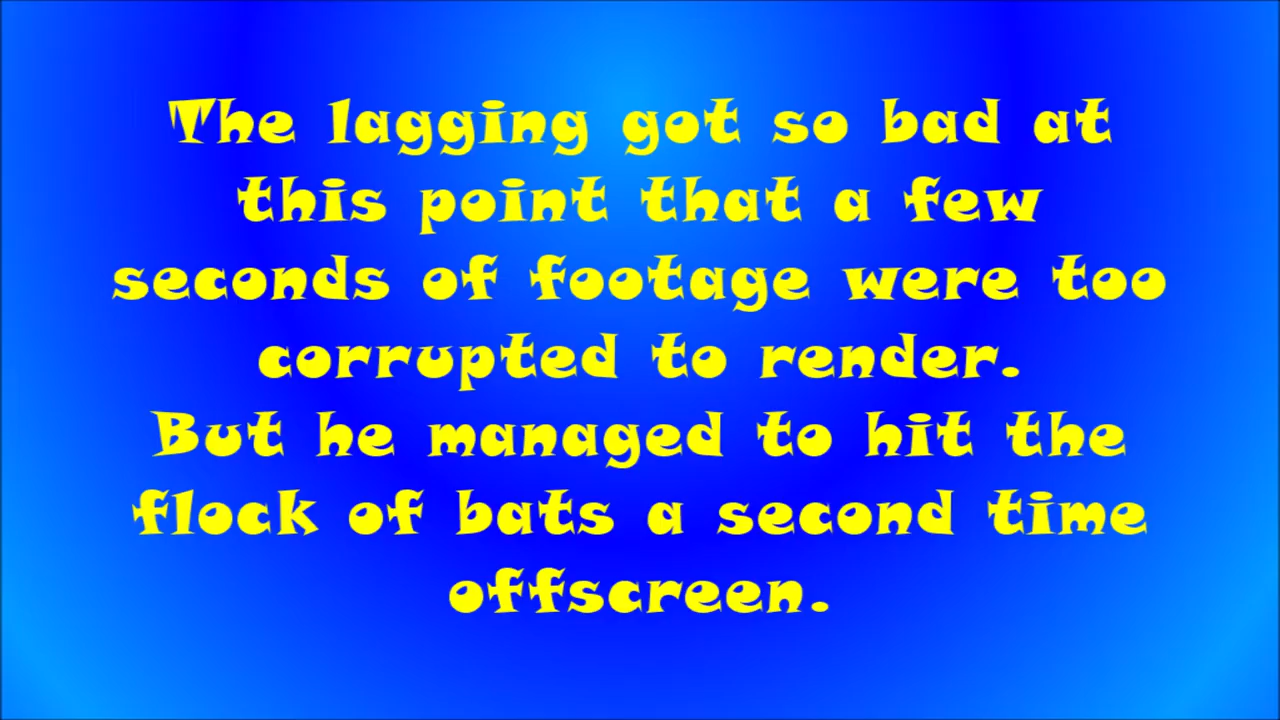 The lagging got so bad at
this point that a few
seconds of footage were too
corrupted to render.
But he managed to hit the
flock of bats a second time
offscreen.